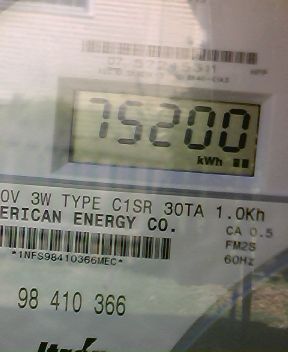 75200
kWh
0V 3W TYPE C1SR 30TA 1.0Kh
ERICAN ENERGY CO.
CA 0.5
FM2S
60Hz
*1NFS98410366MEC*
98 410 366
Itron